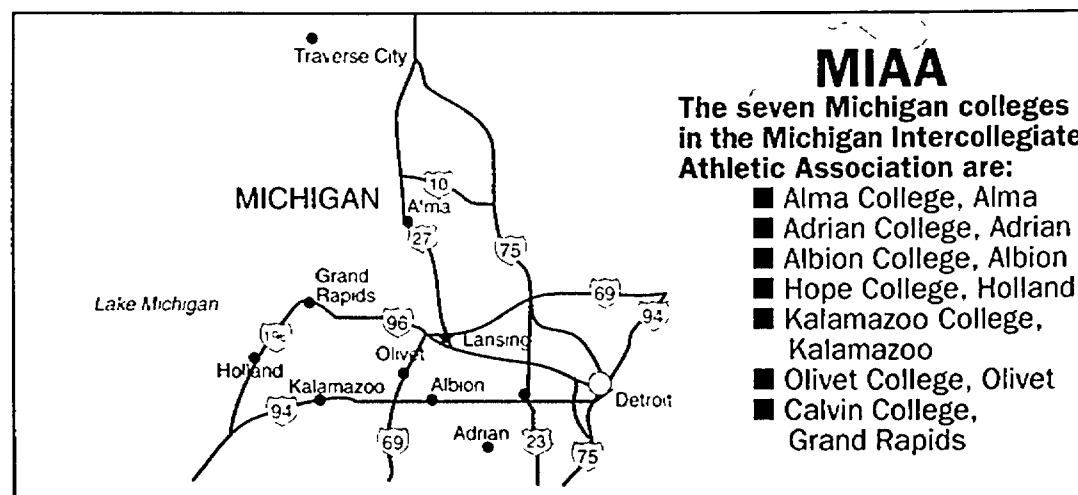 Traverse City
MICHIGAN
10
Alma
27
75
69
94
Grand
Rapids
Lake Michigan
96
Lansing
Olivet
Holland
Kalamazoo
Albion
Detroit
94
69
Adrian
23
75
MIAA
The seven Michigan colleges
in the Michigan Intercollegiate
Athletic Association are:
■ Alma College, Alma
■ Adrian College, Adrian
■ Albion College, Albion
■ Hope College, Holland
■ Kalamazoo College,
Kalamazoo
■ Olivet College, Olivet
■ Calvin College,
Grand Rapids